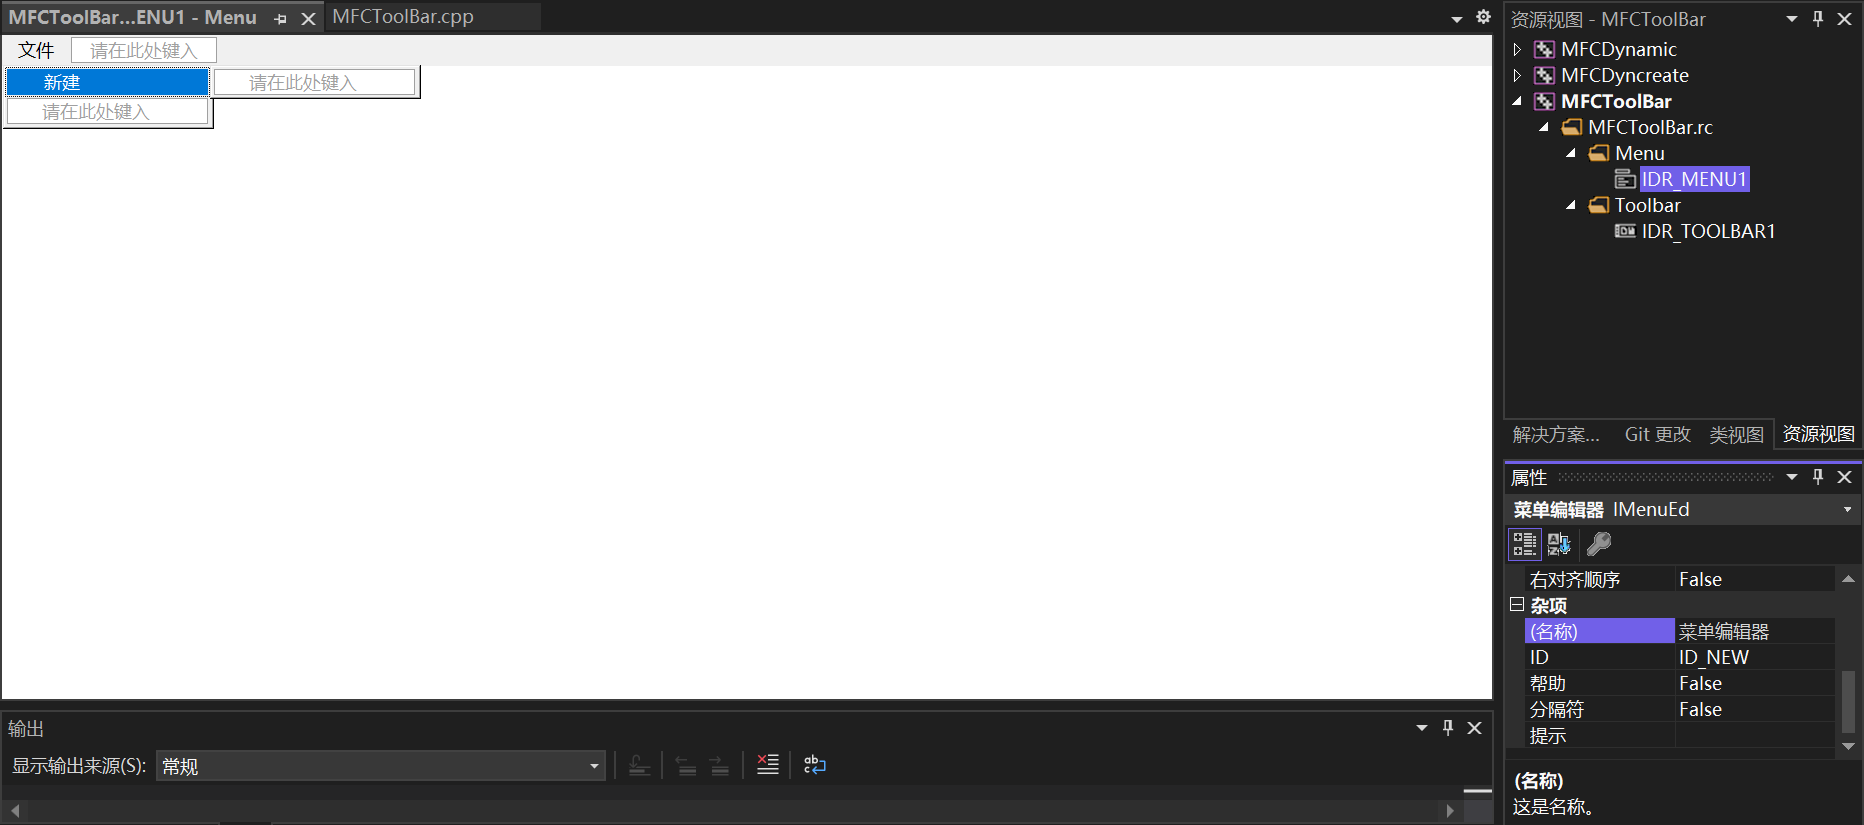 MFCToolBar...ENU1 - Menu
MFCToolBar.cpp
文件
请在此处键入
新建
请在此处键入
请在此处键入
输出
显示输出来源(S):
常规
资源视图 - MFCToolBar
MFCDynamic
MFCDyncreate
MFCToolBar
MFCToolBar.rc
Menu
IDR_MENU1
Toolbar
IDR_TOOLBAR1
解决方案...
Git 更改
类视图
资源视图
属性
菜单编辑器 IMenuEd
右对齐顺序 False
杂项
(名称) 菜单编辑器
ID ID_NEW
帮助 False
分隔符 False
提示
(名称)
这是名称。